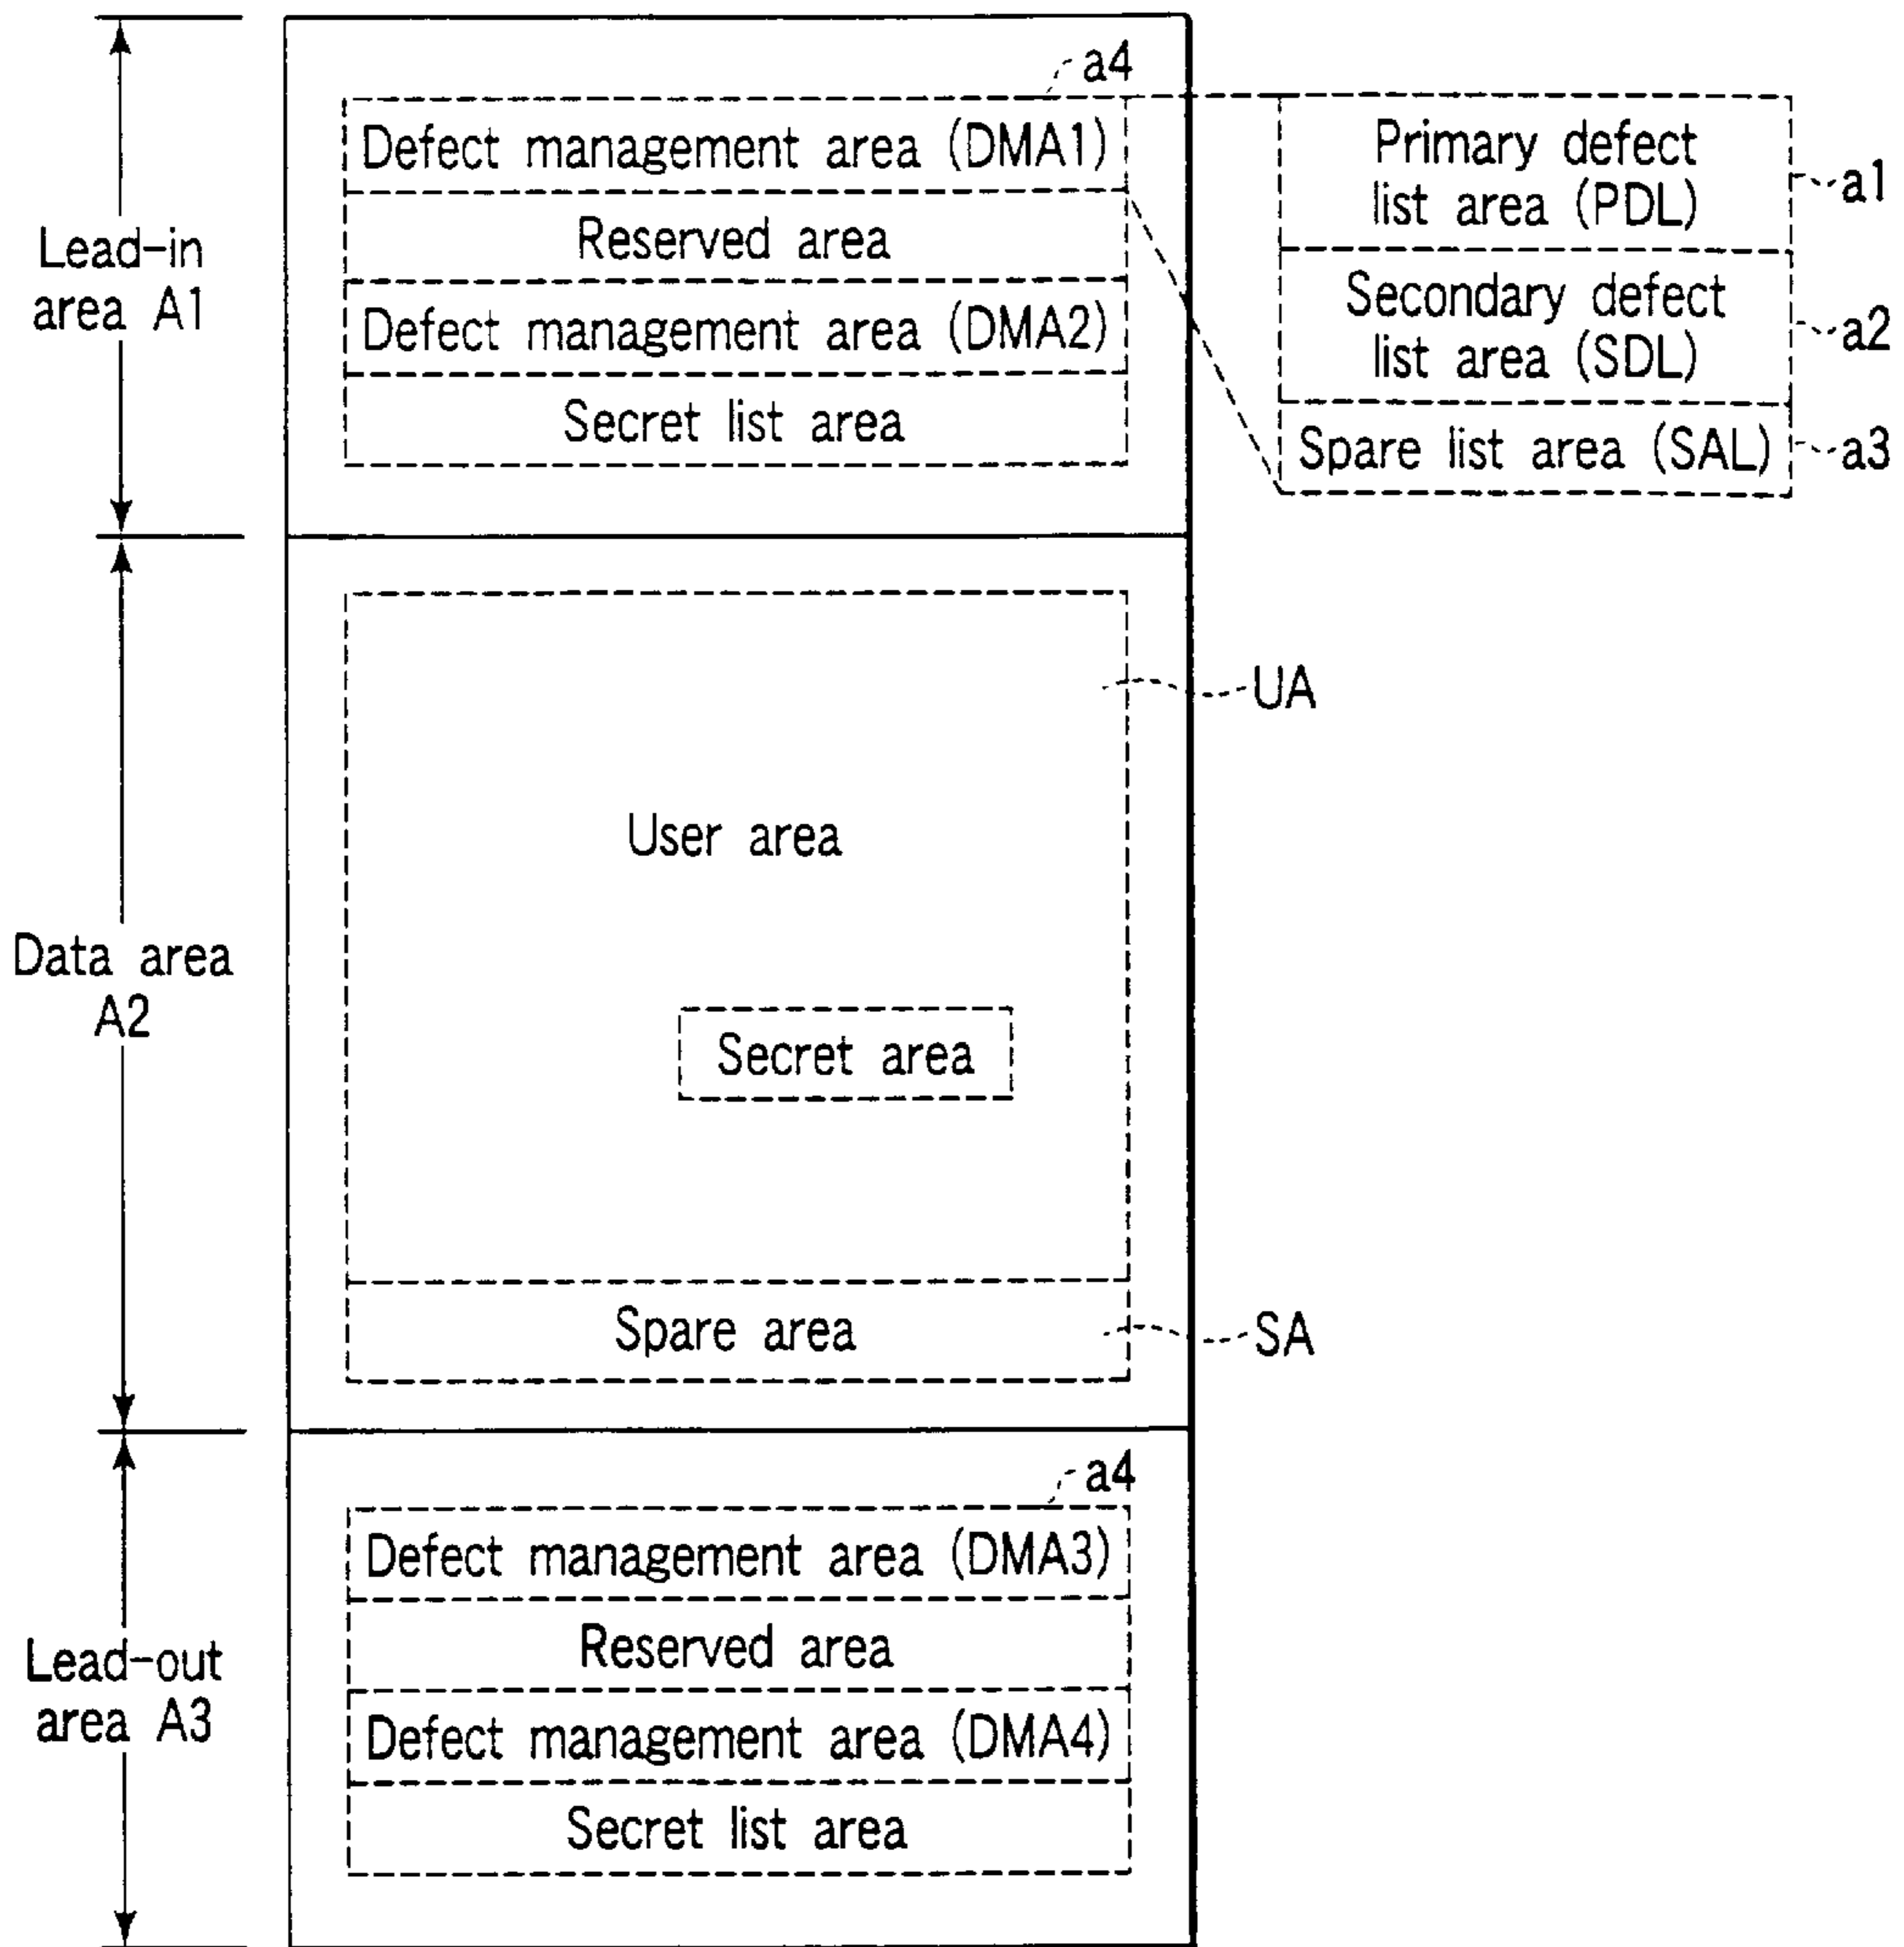 a4
Defect management area (DMA1)
Reserved area
Defect management area (DMA2)
Secret list area
Primary defect
list area (PDL)
a1
Secondary defect
list area (SDL)
a2
Spare list area (SAL)
a3
Lead-in
area A1
UA
User area
Secret area
Data area
A2
Spare area
SA
a4
Defect management area (DMA3)
Reserved area
Defect management area (DMA4)
Secret list area
Lead-out
area A3